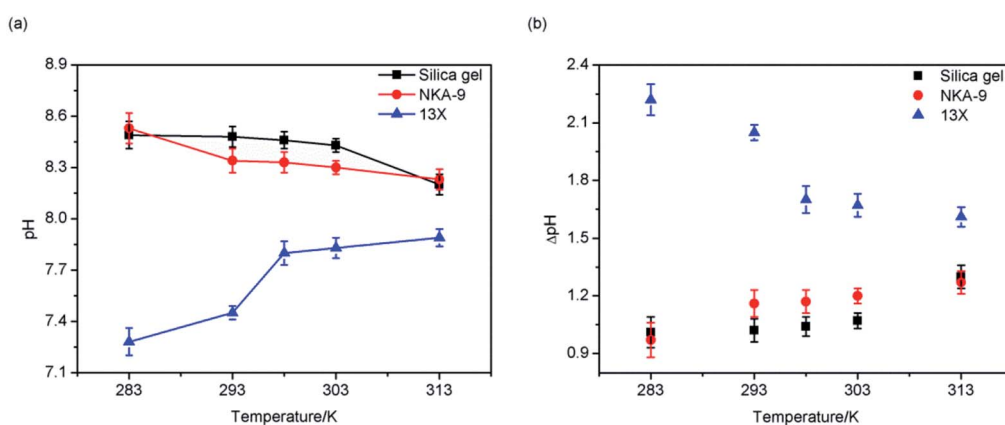 (a)
(b)
8.9
8.6
8.3
8.0
7.7
7.4
7.1
pH
Silica gel
NKA-9
13X
283
293
303
313
Temperature/K
2.4
2.1
1.8
1.5
1.2
0.9
ΔpH
Silica gel
NKA-9
13X
283
293
303
313
Temperature/K